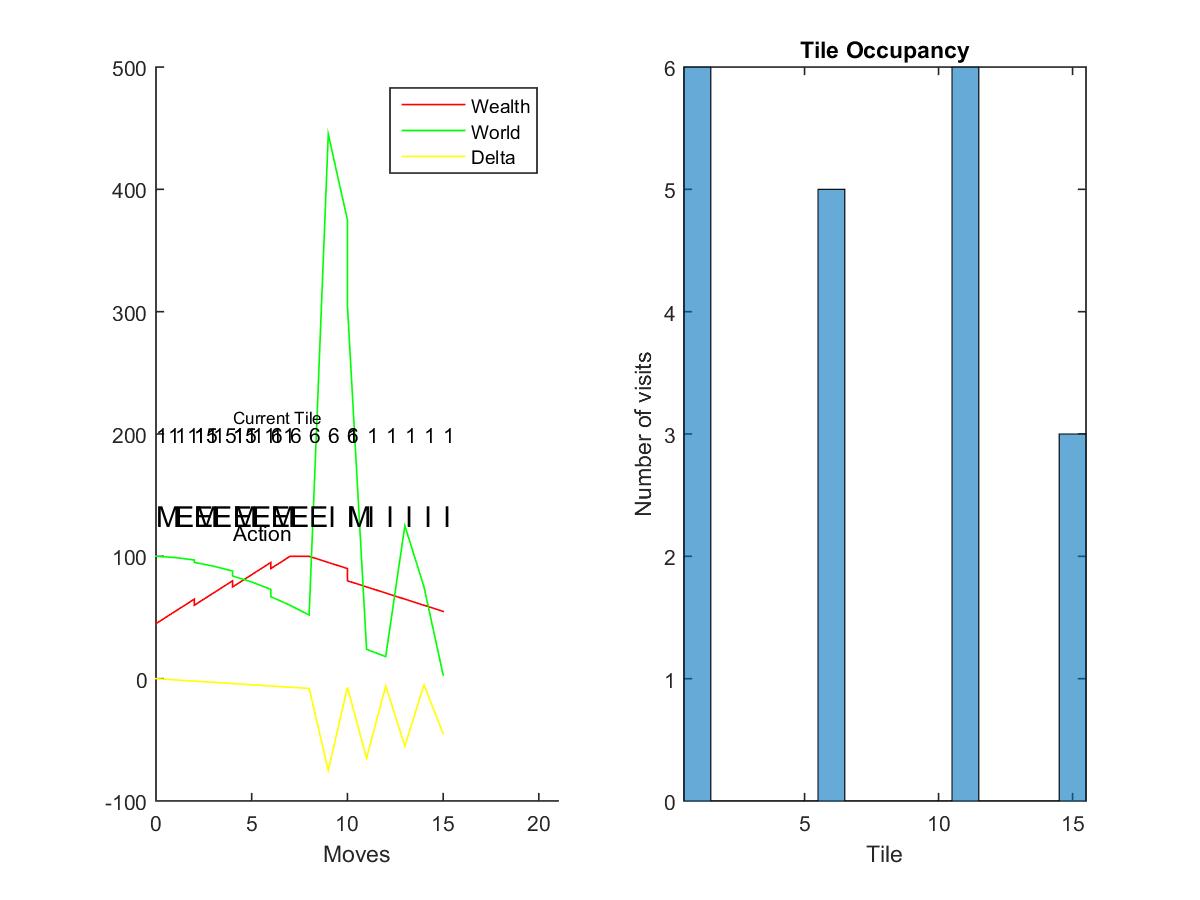 500
400
300
200
100
0
-100
0 5 10 15 20
Moves
Wealth
World
Delta
Current Tile
6 6 1 1 1 1 1
Action
I I I I I
Tile Occupancy
6
5
4
3
2
1
0
5 10 15
Tile
Number of visits